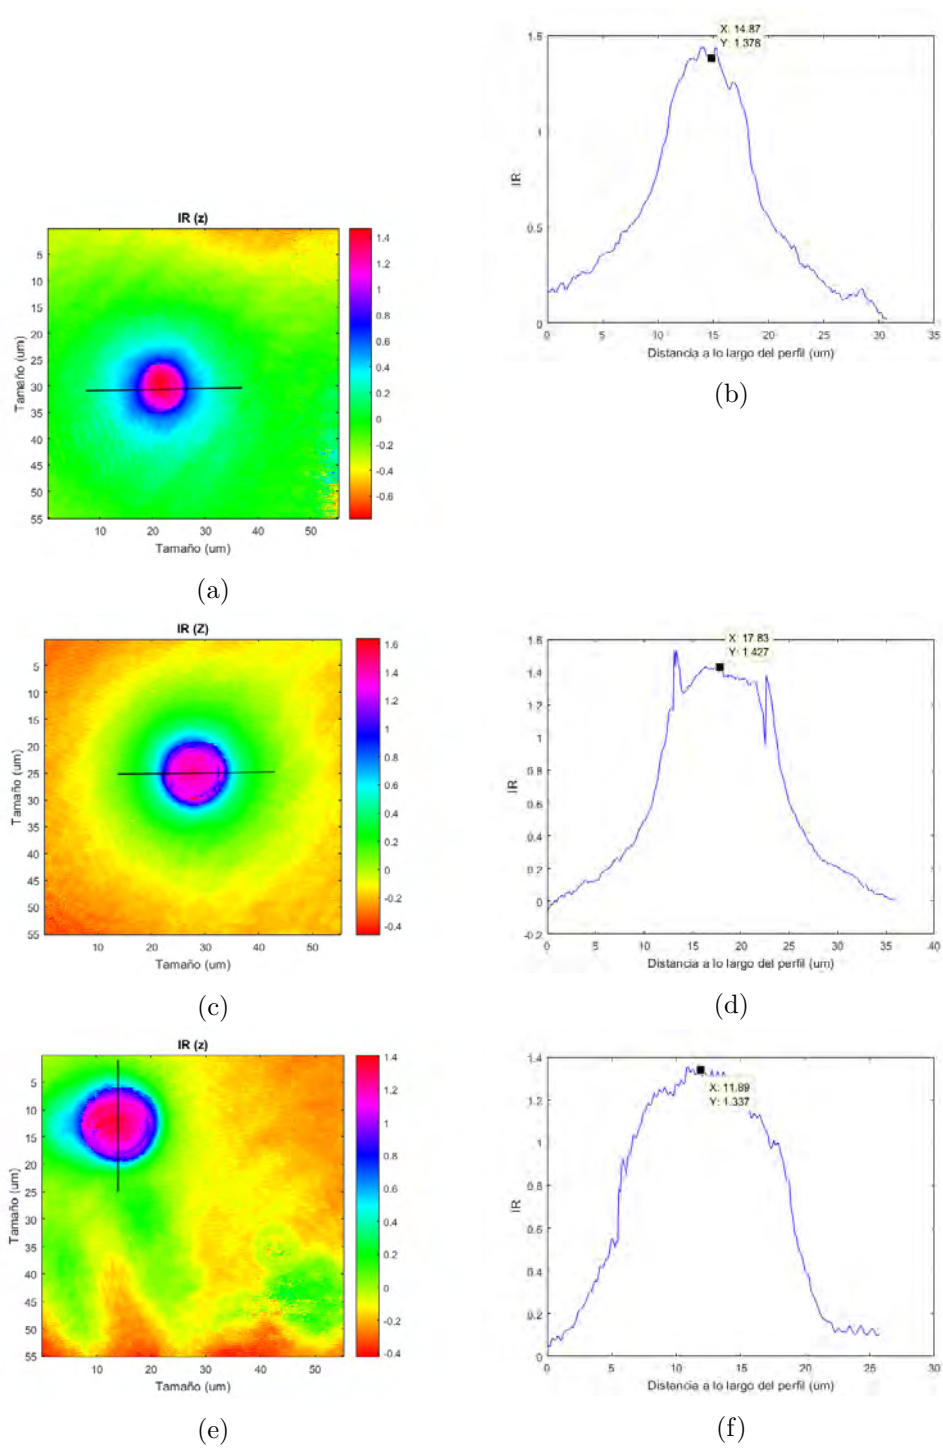 X: 14.87
Y: 1.378
1.5
1
0.5
0
IR
0 5 10 15 20 25 30 35
Distancia a lo largo del perfil (um)
(b)
IR (z)
5
10
15
20
25
30
35
40
45
50
55
Tamaño (um)
10 20 30 40 50
Tamaño (um)
1.4
1.2
1
0.8
0.6
0.4
0.2
0
-0.2
-0.4
-0.6
(a)
IR (Z)
5
10
15
20
25
30
35
40
45
50
55
Tamaño (um)
10 20 30 40 50
Tamaño (um)
1.6
1.4
1.2
1
0.8
0.6
0.4
0.2
0
-0.2
-0.4
(c)
X: 17.83
Y: 1.427
1.6
1.4
1.2
1
0.8
0.6
0.4
0.2
0
-0.2
IR
0 5 10 15 20 25 30 35 40
Distancia a lo largo del perfil (um)
(d)
IR (z)
5
10
15
20
25
30
35
40
45
50
55
Tamaño (um)
10 20 30 40 50
Tamaño (um)
1.4
1.2
1
0.8
0.6
0.4
0.2
0
-0.2
-0.4
(e)
1.4
1.2
1
0.8
0.6
0.4
0.2
0
IR
X: 11.89
Y: 1.337
0 5 10 15 20 25 30
Distancia a lo largo del perfil (um)
(f)